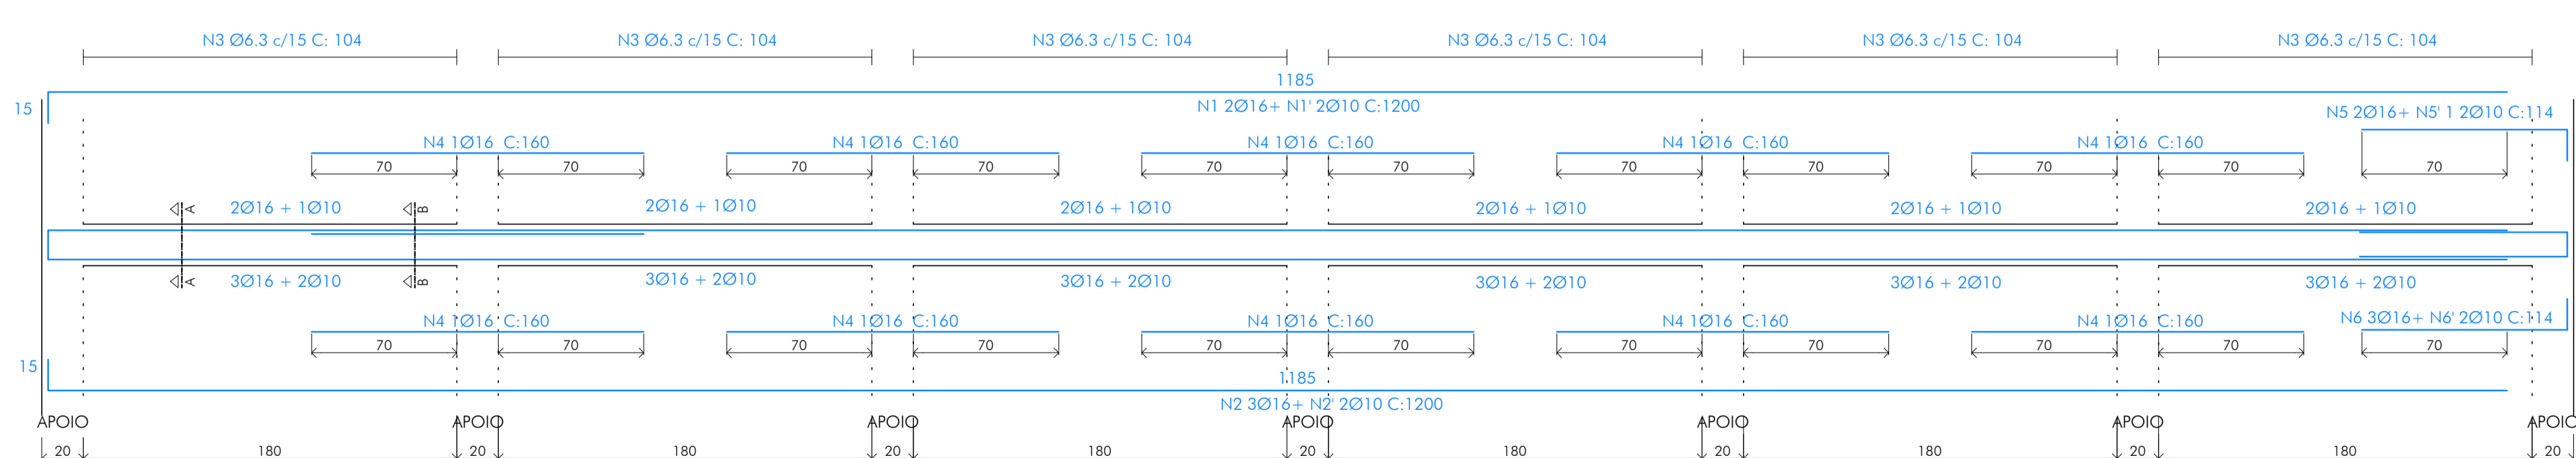 N3 Ø6.3 c/15 C: 104 N3 Ø6.3 c/15 C: 104 N3 Ø6.3 c/15 C: 104 N3 Ø6.3 c/15 C: 104 N3 Ø6.3 c/15 C: 104 N3 Ø6.3 c/15 C: 104
1185
15 N1 2Ø16+ N1' 2Ø10 C:1200 N5 2Ø16+ N5' 1 2Ø10 C:114
N4 1Ø16 C:160 N4 1Ø16 C:160 N4 1Ø16 C:160 N4 1Ø16 C:160 N4 1Ø16 C:160
70 70 70 70 70 70 70 70 70 70 70
A 2Ø16 + 1Ø10 B 2Ø16 + 1Ø10 2Ø16 + 1Ø10 2Ø16 + 1Ø10 2Ø16 + 1Ø10 2Ø16 + 1Ø10
A 3Ø16 + 2Ø10 B 3Ø16 + 2Ø10 3Ø16 + 2Ø10 3Ø16 + 2Ø10 3Ø16 + 2Ø10 3Ø16 + 2Ø10
N4 1Ø16 C:160 N4 1Ø16 C:160 N4 1Ø16 C:160 N4 1Ø16 C:160 N4 1Ø16 C:160 N6 3Ø16+ N6' 2Ø10 C:114
70 70 70 70 70 70 70 70 70 70 70
15 1185
N2 3Ø16+ N2' 2Ø10 C:1200
APOIO APOIO APOIO APOIO APOIO APOIO APOIO
20 180 20 180 20 180 20 180 20 180 20 180 20